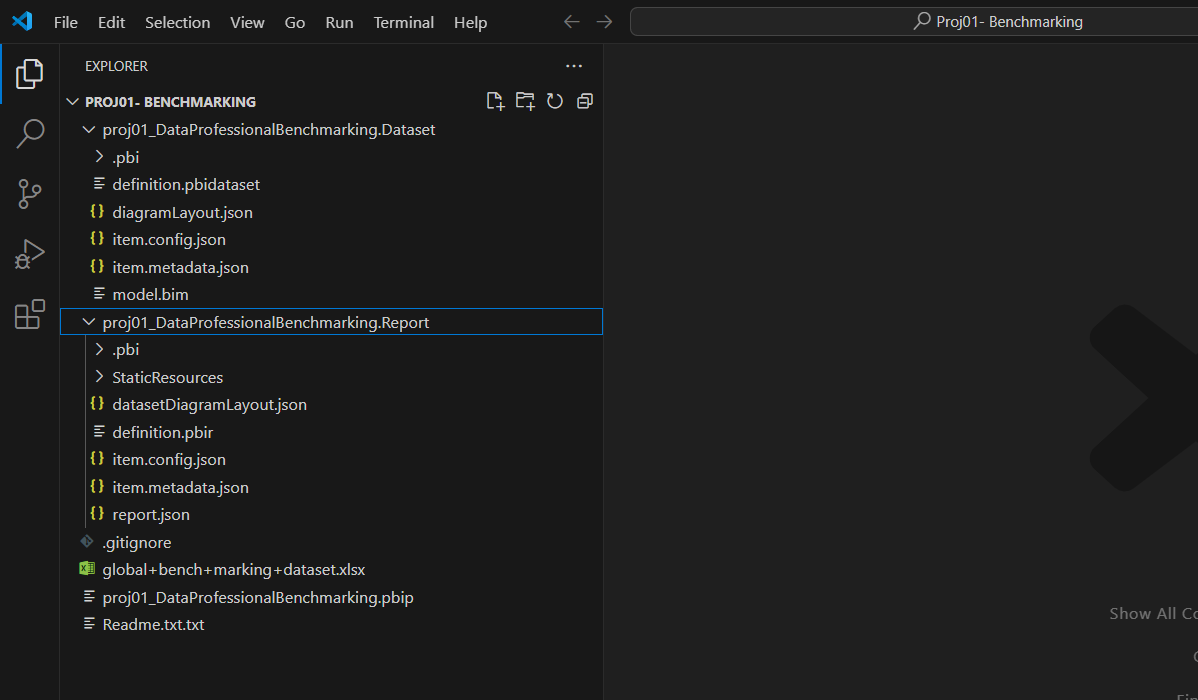 File Edit Selection View Go Run Terminal Help
Proj01- Benchmarking
EXPLORER
PROJ01- BENCHMARKING
proj01_DataProfessionalBenchmarking.Dataset
.pbi
definition.pbidataset
diagramLayout.json
item.config.json
item.metadata.json
model.bim
proj01_DataProfessionalBenchmarking.Report
.pbi
StaticResources
datasetDiagramLayout.json
definition.pbir
item.config.json
item.metadata.json
report.json
.gitignore
global+bench+marking+dataset.xlsx
proj01_DataProfessionalBenchmarking.pbip
Readme.txt.txt
Show All